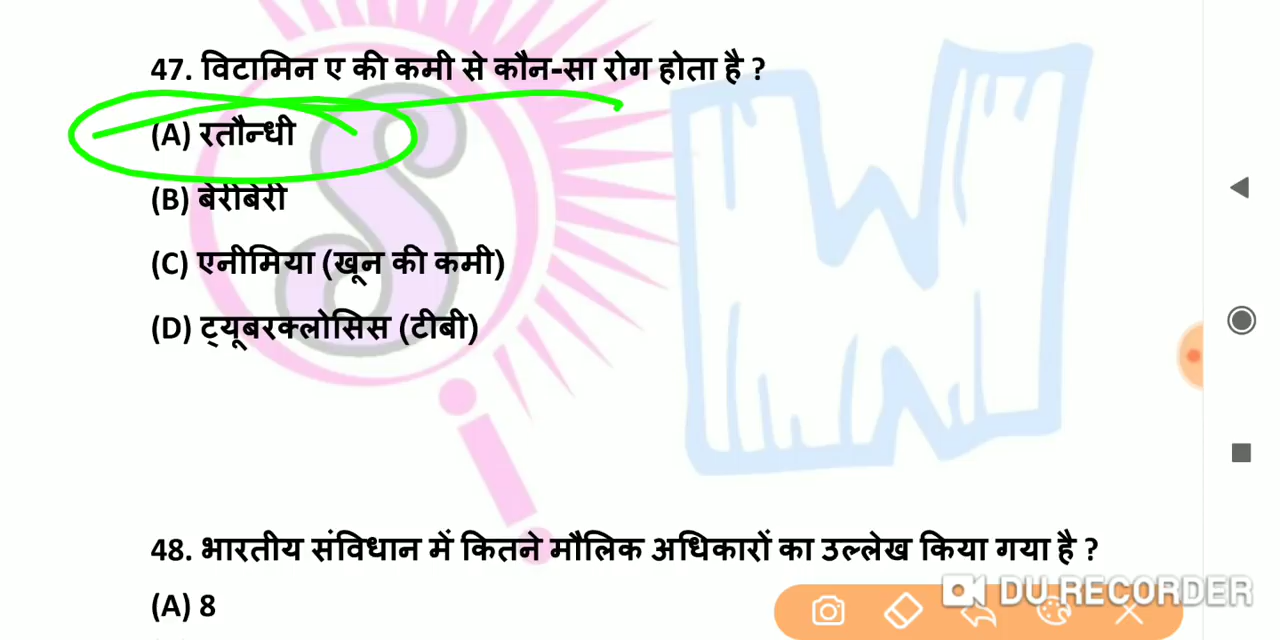 47. विटामिन ए की कमी से कौन-सा रोग होता है ?
(A) रतौन्धी
(B) बेरीबेरी
(C) एनीमिया (खून की कमी)
(D) ट्यूबरक्लोसिस (टीबी)
48. भारतीय संविधान में कितने मौलिक अधिकारों का उल्लेख किया गया है ?
(A) 8
DU RECORDER